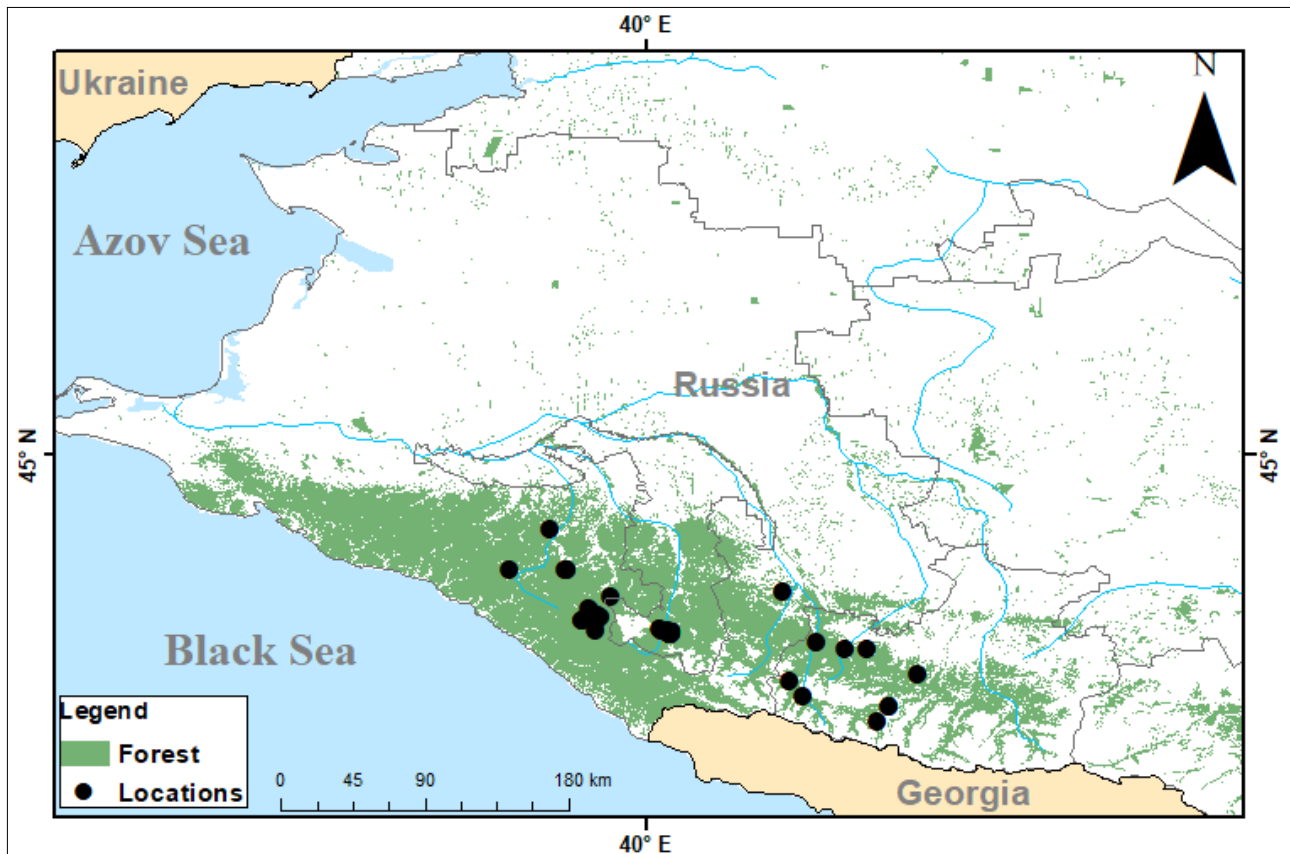 40° E
Ukraine
N
Azov Sea
Russia
45° N
45° N
Black Sea
Legend
Forest
Locations
0 45 90 180 km
Georgia
40° E